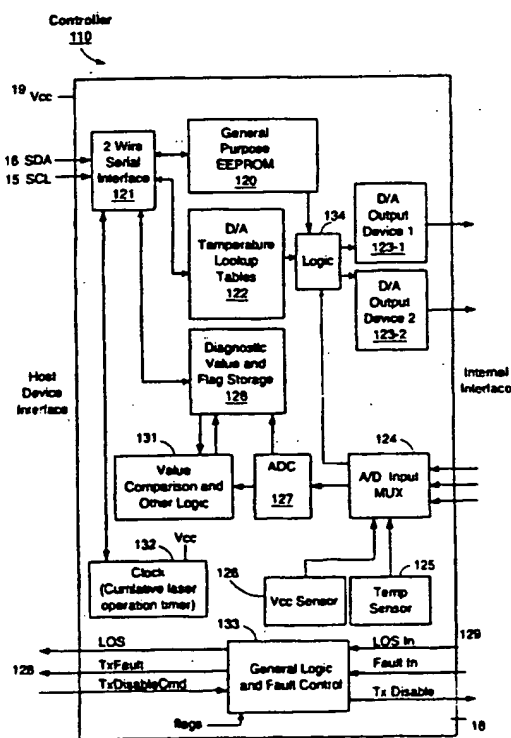 Controller
110
19 Vcc
16 SDA
15 SCL
2 Wire
Serial
Interface
121
General
Purpose
EEPROM
120
D/A
Temperature
Lookup
Tables
122
134
Logic
D/A
Output
Device 1
123-1
D/A
Output
Device 2
123-2
Host
Device
Interface
Internal
Interface
Diagnostic
Value and
Flag Storage
128
131
Value
Comparison and
Other Logic
ADC
127
124
A/D Input
MUX
132
Vcc
Clock
(Cumlative laser
operation timer)
126
Vcc Sensor
125
Temp
Sensor
133
General Logic
and Fault Control
LOS
TxFault
TxDisableCmd
128
flags
LOS In
Fault In
Tx Disable
129
16